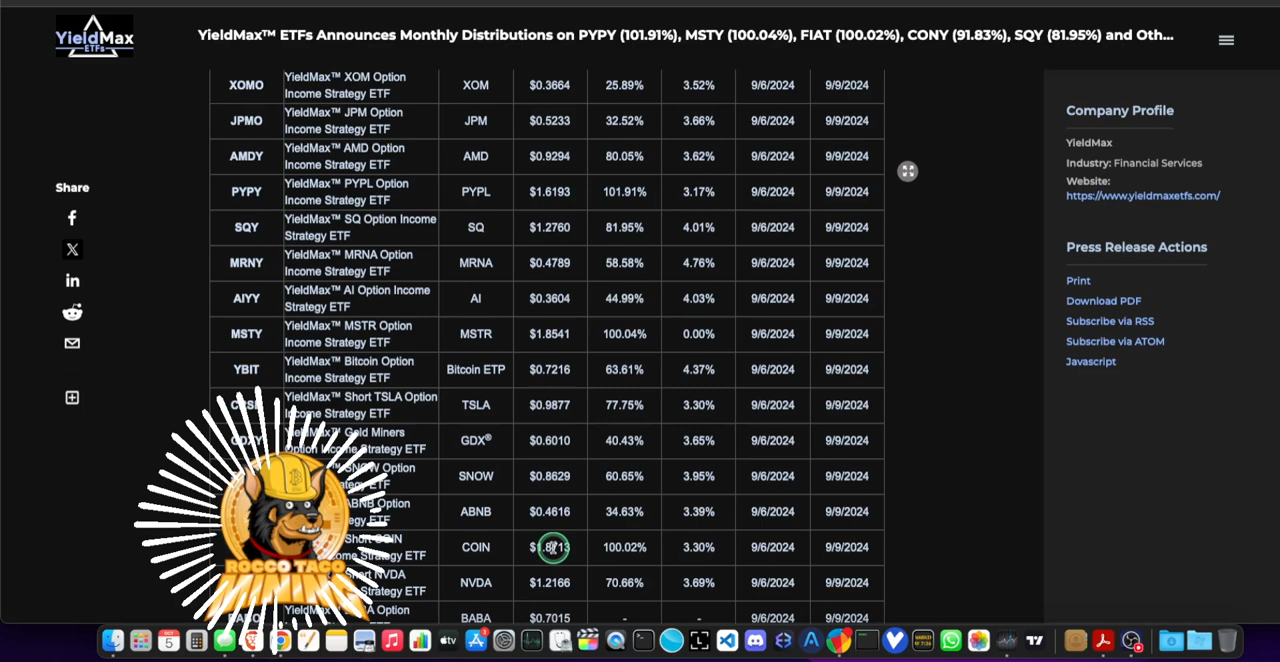 YieldMax
ETFs
YieldMax™ ETFs Announces Monthly Distributions on PYPY (101.91%), MSTY (100.04%), FIAT (100.02%), CONY (91.83%), SQY (81.95%) and Oth...
Share
XOMO YieldMax™ XOM Option Income Strategy ETF XOM $0.3664 25.89% 3.52% 9/6/2024 9/9/2024
JPMO YieldMax™ JPM Option Income Strategy ETF JPM $0.5233 32.52% 3.66% 9/6/2024 9/9/2024
AMDY YieldMax™ AMD Option Income Strategy ETF AMD $0.9294 80.05% 3.62% 9/6/2024 9/9/2024
PYPY YieldMax™ PYPL Option Income Strategy ETF PYPL $1.6193 101.91% 3.17% 9/6/2024 9/9/2024
SQY YieldMax™ SQ Option Income Strategy ETF SQ $1.2760 81.95% 4.01% 9/6/2024 9/9/2024
MRNY YieldMax™ MRNA Option Income Strategy ETF MRNA $0.4789 58.58% 4.76% 9/6/2024 9/9/2024
AIYY YieldMax™ AI Option Income Strategy ETF AI $0.3604 44.99% 4.03% 9/6/2024 9/9/2024
MSTY YieldMax™ MSTR Option Income Strategy ETF MSTR $1.8541 100.04% 0.00% 9/6/2024 9/9/2024
YBIT YieldMax™ Bitcoin Option Income Strategy ETF Bitcoin ETP $0.7216 63.61% 4.37% 9/6/2024 9/9/2024
YieldMax™ Short TSLA Option Income Strategy ETF TSLA $0.9877 77.75% 3.30% 9/6/2024 9/9/2024
YieldMax™ Gold Miners Option Income Strategy ETF GDX® $0.6010 40.43% 3.65% 9/6/2024 9/9/2024
SNOW Option ETF SNOW $0.8629 60.65% 3.95% 9/6/2024 9/9/2024
ABNB Option ETF ABNB $0.4616 34.63% 3.39% 9/6/2024 9/9/2024
Short COIN Strategy ETF COIN 100.02% 3.30% 9/6/2024 9/9/2024
Short NVDA Strategy ETF NVDA $1.2166 70.66% 3.69% 9/6/2024 9/9/2024
Option BABA $0.7015 - - 9/6/2024 9/9/2024
Company Profile
YieldMax
Industry: Financial Services
Website:
https://www.yieldmaxetfs.com/
Press Release Actions
Print
Download PDF
Subscribe via RSS
Subscribe via ATOM
Javascript
ROCCO TACO